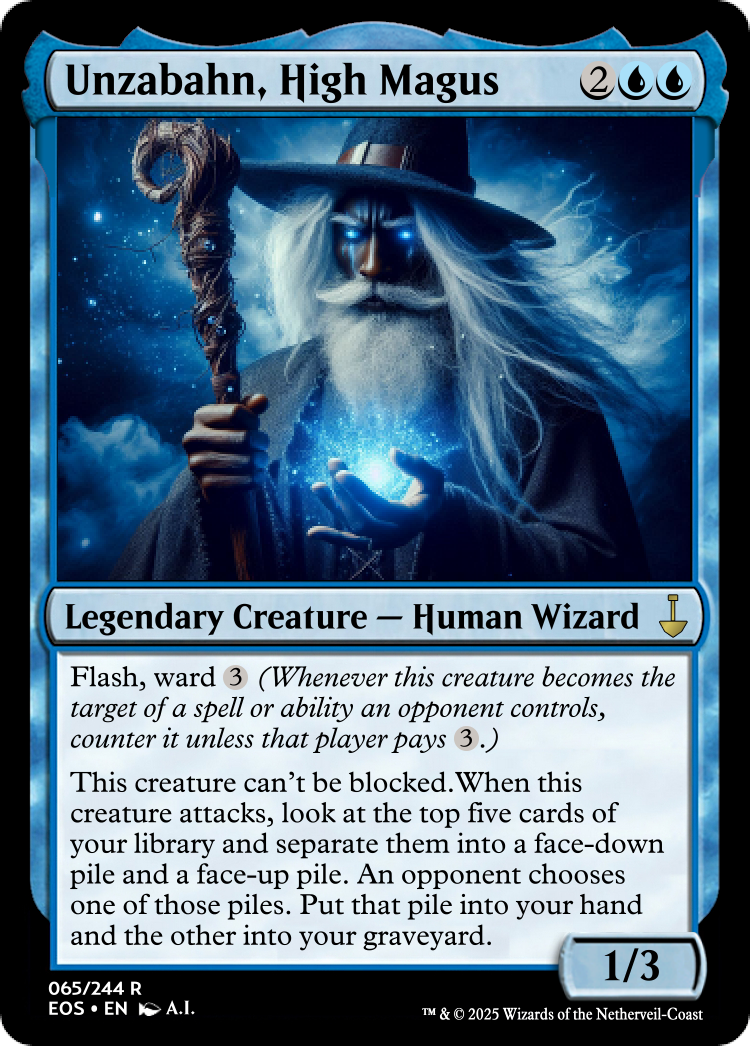 Unzabahn, High Magus 2
Legendary Creature — Human Wizard
Flash, ward 3 (Whenever this creature becomes the
target of a spell or ability an opponent controls,
counter it unless that player pays 3.)
This creature can’t be blocked.When this
creature attacks, look at the top five cards of
your library and separate them into a face-down
pile and a face-up pile. An opponent chooses
one of those piles. Put that pile into your hand
and the other into your graveyard.
1/3
065/244 R
EOS • EN A.I.
™ & © 2025 Wizards of the Netherveil-Coast